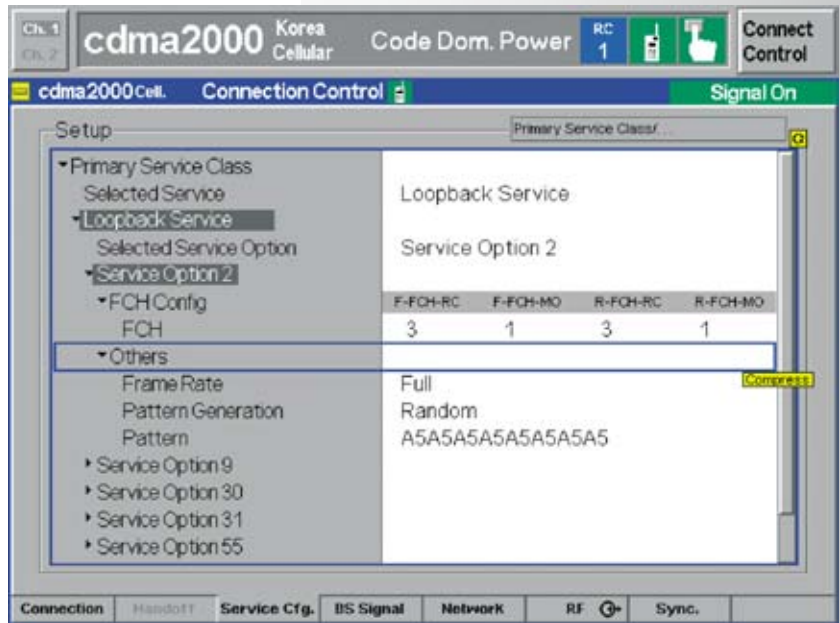 Ch. 1
Ch. 2
cdma2000 Korea Cellular
Code Dom. Power
RC 1
Connect Control
cdma2000 Cell. Connection Control
Signal On
Setup
Primary Service Class/...
Primary Service Class
Selected Service Loopback Service
Loopback Service
Selected Service Option Service Option 2
Service Option 2
FCH Config F-FCH-RC F-FCH-MO R-FCH-RC R-FCH-MO
FCH 3 1 3 1
Others
Compress
Frame Rate Full
Pattern Generation Random
Pattern A5A5A5A5A5A5A5A5
Service Option 9
Service Option 30
Service Option 31
Service Option 55
Connection Handoff Service Cfg. BS Signal Network RF Sync.